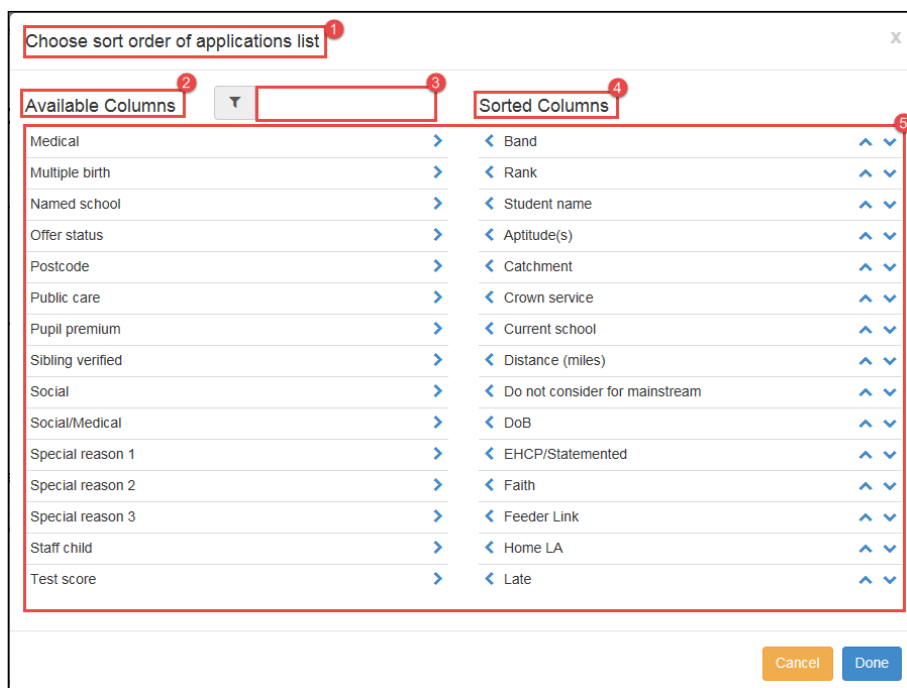 Choose sort order of applications list 1 x
2 3 4
Available Columns Sorted Columns
5
Medical Band
Multiple birth Rank
Named school Student name
Offer status Aptitude(s)
Postcode Catchment
Public care Crown service
Pupil premium Current school
Sibling verified Distance (miles)
Social Do not consider for mainstream
Social/Medical DoB
Special reason 1 EHCP/Statemented
Special reason 2 Faith
Special reason 3 Feeder Link
Staff child Home LA
Test score Late
Cancel Done